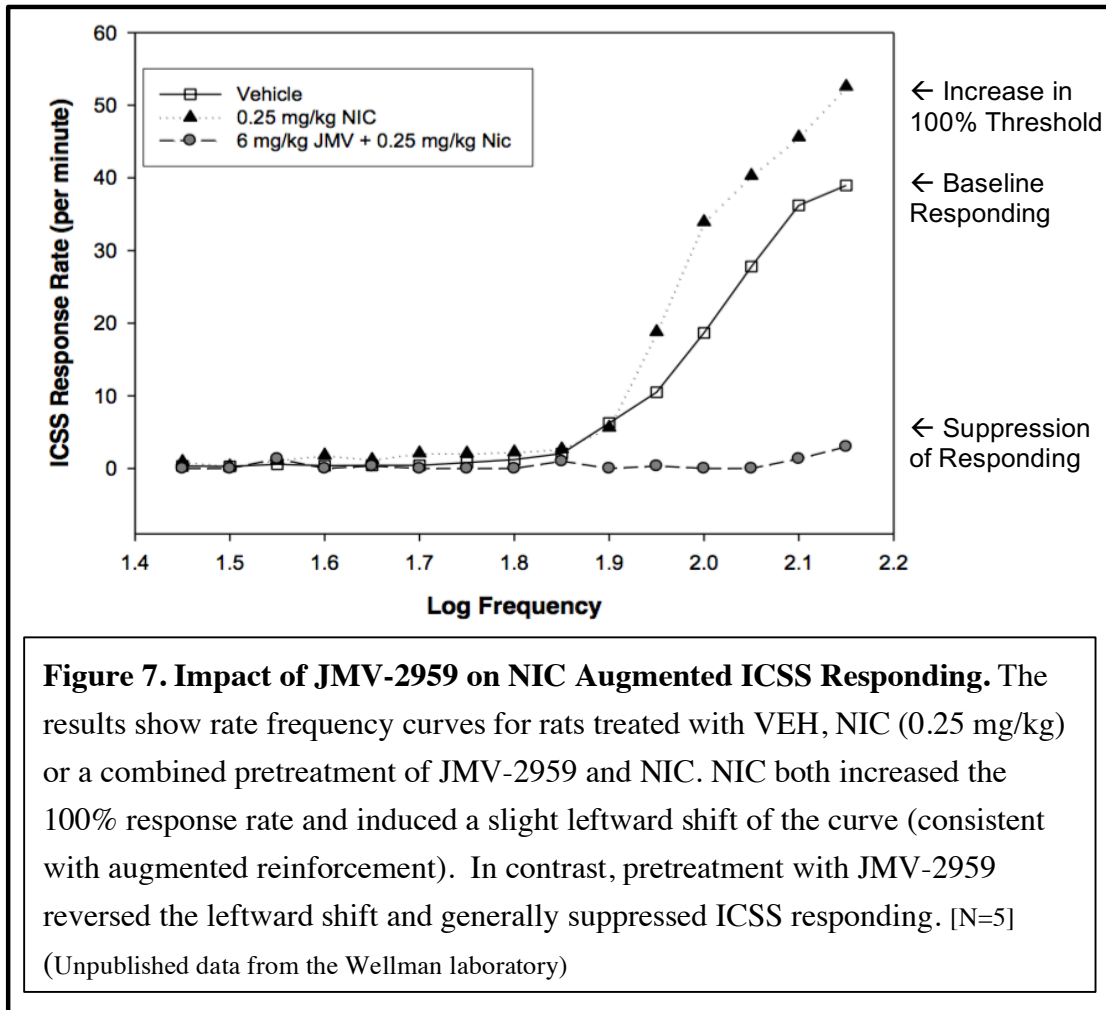 60
50
40
30
20
10
0
ICSS Response Rate (per minute)
Vehicle
0.25 mg/kg NIC
6 mg/kg JMV + 0.25 mg/kg Nic
← Increase in
100% Threshold
← Baseline
Responding
← Suppression
of Responding
1.4 1.5 1.6 1.7 1.8 1.9 2.0 2.1 2.2
Log Frequency
Figure 7. Impact of JMV-2959 on NIC Augmented ICSS Responding. The
results show rate frequency curves for rats treated with VEH, NIC (0.25 mg/kg)
or a combined pretreatment of JMV-2959 and NIC. NIC both increased the
100% response rate and induced a slight leftward shift of the curve (consistent
with augmented reinforcement).  In contrast, pretreatment with JMV-2959
reversed the leftward shift and generally suppressed ICSS responding. [N=5]
(Unpublished data from the Wellman laboratory)